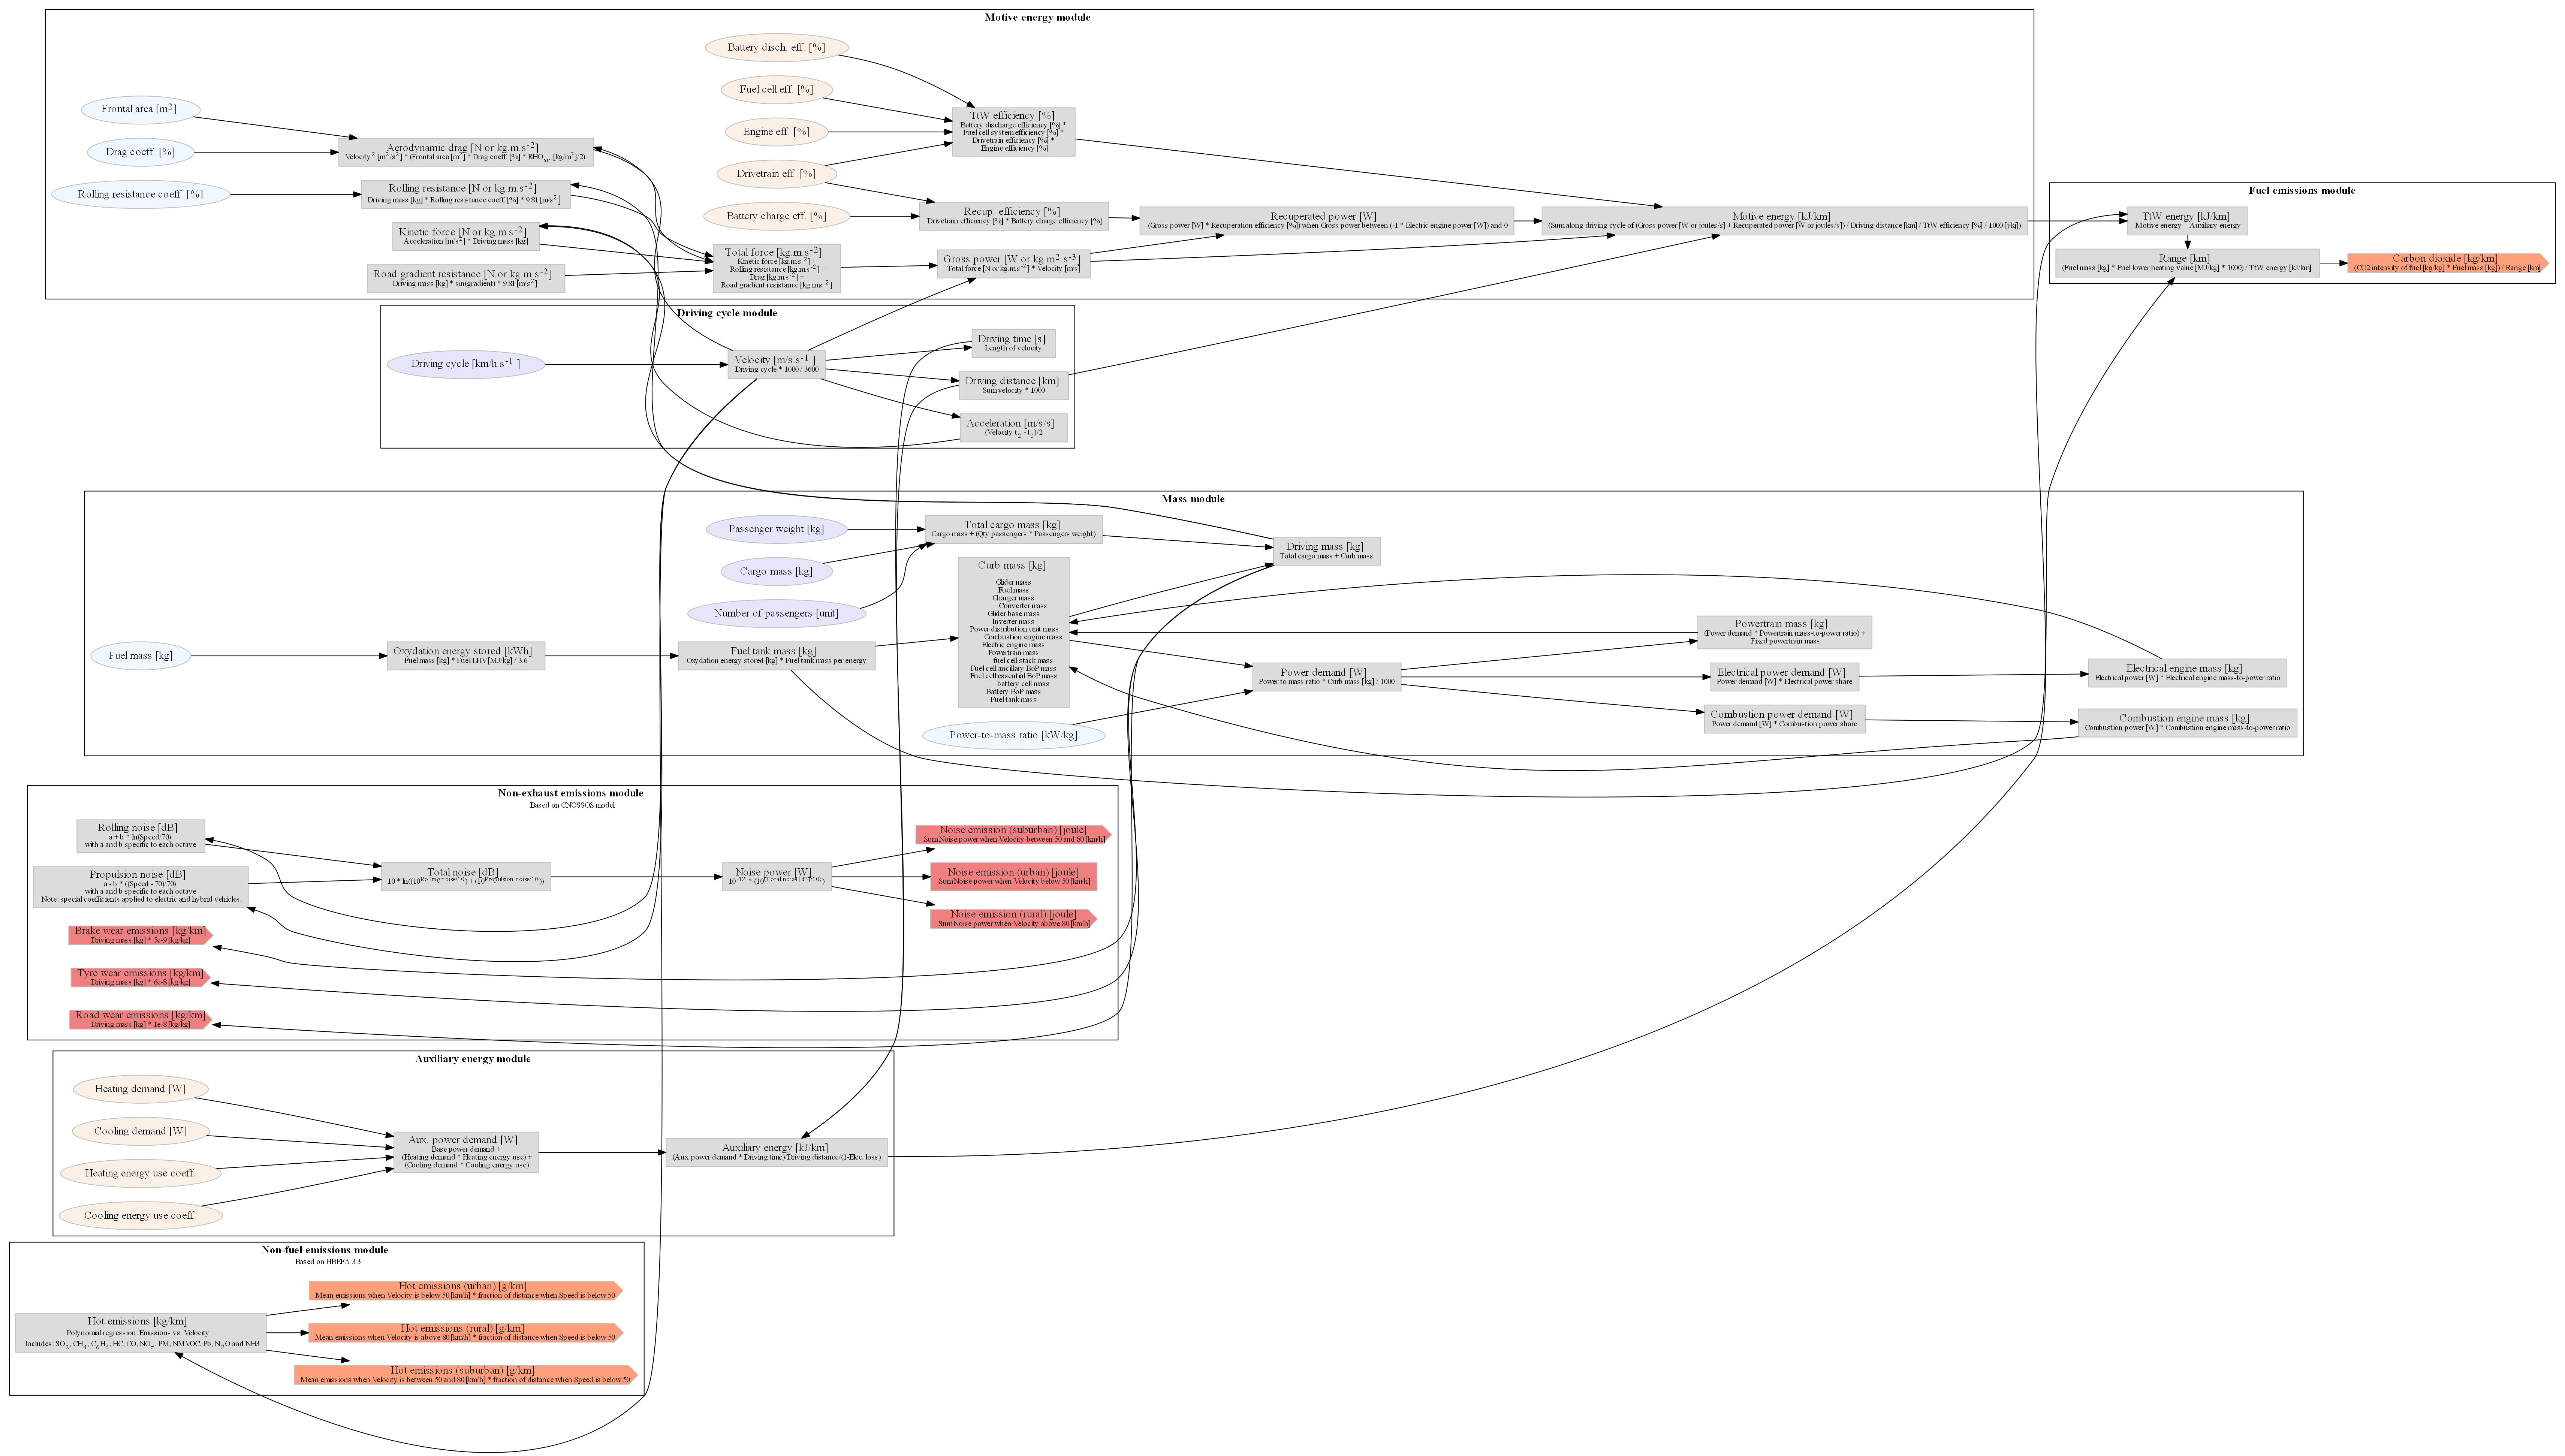 Motive energy module
Battery disch. eff. [%]
Fuel cell eff. [%]
Engine eff. [%]
Drivetrain eff. [%]
Battery charge eff. [%]
Frontal area [m2]
Drag coeff. [%]
Rolling resistance coeff. [%]
Aerodynamic drag [N or kg.m.s-2]
Velocity 2 [m2/s2] * (Frontal area [m2] * Drag coeff. [%] * RHOair [kg/m3]/2)
Rolling resistance [N or kg.m.s-2]
Driving mass [kg] * Rolling resistance coeff. [%] * 9.81 [m/s2]
Kinetic force [N or kg.m.s-2]
Acceleration [m/s2] * Driving mass [kg]
Road gradient resistance [N or kg.m.s-2]
Driving mass [kg] * sin(gradient) * 9.81 [m/s2]
Total force [kg.m.s-2]
Kinetic force [kg.m.s-2] +
Rolling resistance [kg.m.s-2] +
Drag [kg.m.s-2] +
Road gradient resistance [kg.m.s-2]
TtW efficiency [%]
Battery discharge efficiency [%] *
Fuel cell system efficiency [%] *
Drivetrain efficiency [%] *
Engine efficiency [%]
Recup. efficiency [%]
Drivetrain efficiency [%] * Battery charge efficiency [%]
Gross power [W or kg.m2.s-3]
Total force [N or kg.m.s-2] * Velocity [m/s]
Recuperated power [W]
(Gross power [W] * Recuperation efficiency [%]) when Gross power between (-1 * Electric engine power [W]) and 0
Motive energy [kJ/km]
(Sum along driving cycle of (Gross power [W or joules/s] + Recuperated power [W or joules/s]) / Driving distance [km] / TtW efficiency [%] / 1000 [j/kj])
Fuel emissions module
TtW energy [kJ/km]
Motive energy + Auxiliary energy
Range [km]
(Fuel mass [kg] * Fuel lower heating value [MJ/kg] * 1000) / TtW energy [kJ/km]
Carbon dioxide [kg/km]
(CO2 intensity of fuel [kg/kg] * Fuel mass [kg]) / Range [km]
Driving cycle module
Driving cycle [km/h.s-1 ]
Velocity [m/s.s-1 ]
Driving cycle * 1000 / 3600
Driving time [s]
Length of velocity
Driving distance [km]
Sum velocity * 1000
Acceleration [m/s/s]
(Velocity t2 - t0)/2
Mass module
Passenger weight [kg]
Cargo mass [kg]
Number of passengers [unit]
Fuel mass [kg]
Oxydation energy stored [kWh]
Fuel mass [kg] * Fuel LHV[MJ/kg] / 3.6
Fuel tank mass [kg]
Oxydation energy stored [kg] * Fuel tank mass per energy
Total cargo mass [kg]
Cargo mass + (Qty passengers * Passengers weight)
Curb mass [kg]
Glider mass
Fuel mass
Charger mass
Converter mass
Glider base mass
Inverter mass
Power distribution unit mass
Combustion engine mass
Electric engine mass
Powertrain mass
fuel cell stack mass
Fuel cell ancillary BoP mass
Fuel cell essential BoP mass
battery cell mass
Battery BoP mass
Fuel tank mass
Power-to-mass ratio [kW/kg]
Driving mass [kg]
Total cargo mass + Curb mass
Power demand [W]
Power to mass ratio * Curb mass [kg] / 1000
Powertrain mass [kg]
(Power demand * Powertrain mass-to-power ratio) +
Fixed powertrain mass
Electrical power demand [W]
Power demand [W] * Electrical power share
Combustion power demand [W]
Power demand [W] * Combustion power share
Electrical engine mass [kg]
Electrical power [W] * Electrical engine mass-to-power ratio
Combustion engine mass [kg]
Combustion power [W] * Combustion engine mass-to-power ratio
Non-exhaust emissions module
Based on CNOSSOS model
Rolling noise [dB]
a + b * ln(Speed/70)
with a and b specific to each octave
Propulsion noise [dB]
a - b * ((Speed - 70)/70)
with a and b specific to each octave
Note: special coefficients applied to electric and hybrid vehicles.
Total noise [dB]
10 * ln((10Rolling noise/10) + (10Propulsion noise/10))
Noise power [W]
10-12 * (10(Total noise [dB]/10))
Noise emission (suburban) [joule]
Sum Noise power when Velocity between 50 and 80 [km/h]
Noise emission (urban) [joule]
Sum Noise power when Velocity below 50 [km/h]
Noise emission (rural) [joule]
Sum Noise power when Velocity above 80 [km/h]
Brake wear emissions [kg/km]
Driving mass [kg] * 5e-9 [kg/kg]
Tyre wear emissions [kg/km]
Driving mass [kg] * 6e-8 [kg/kg]
Road wear emissions [kg/km]
Driving mass [kg] * 1e-8 [kg/kg]
Auxiliary energy module
Heating demand [W]
Cooling demand [W]
Heating energy use coeff.
Cooling energy use coeff.
Aux. power demand [W]
Base power demand +
(Heating demand * Heating energy use) +
(Cooling demand * Cooling energy use)
Auxiliary energy [kJ/km]
(Aux power demand * Driving time)/Driving distance/(1-Elec. loss)
Non-fuel emissions module
Based on HBEFA 3.3
Hot emissions [kg/km]
Polynomial regression: Emissions vs. Velocity
Includes: SO2, CH4, C6H6, HC, CO, NOx, PM, NMVOC, Pb, N2O and NH3
Hot emissions (urban) [g/km]
Mean emissions when Velocity is below 50 [km/h] * fraction of distance when Speed is below 50
Hot emissions (rural) [g/km]
Mean emissions when Velocity is above 80 [km/h] * fraction of distance when Speed is below 50
Hot emissions (suburban) [g/km]
Mean emissions when Velocity is between 50 and 80 [km/h] * fraction of distance when Speed is below 50